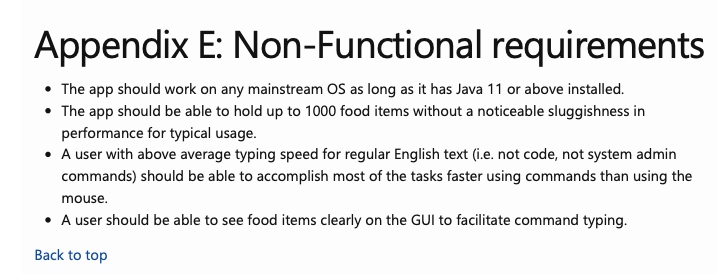 Appendix E: Non-Functional requirements
• The app should work on any mainstream OS as long as it has Java 11 or above installed.
• The app should be able to hold up to 1000 food items without a noticeable sluggishness in
performance for typical usage.
• A user with above average typing speed for regular English text (i.e. not code, not system admin
commands) should be able to accomplish most of the tasks faster using commands than using the
mouse.
• A user should be able to see food items clearly on the GUI to facilitate command typing.
Back to top